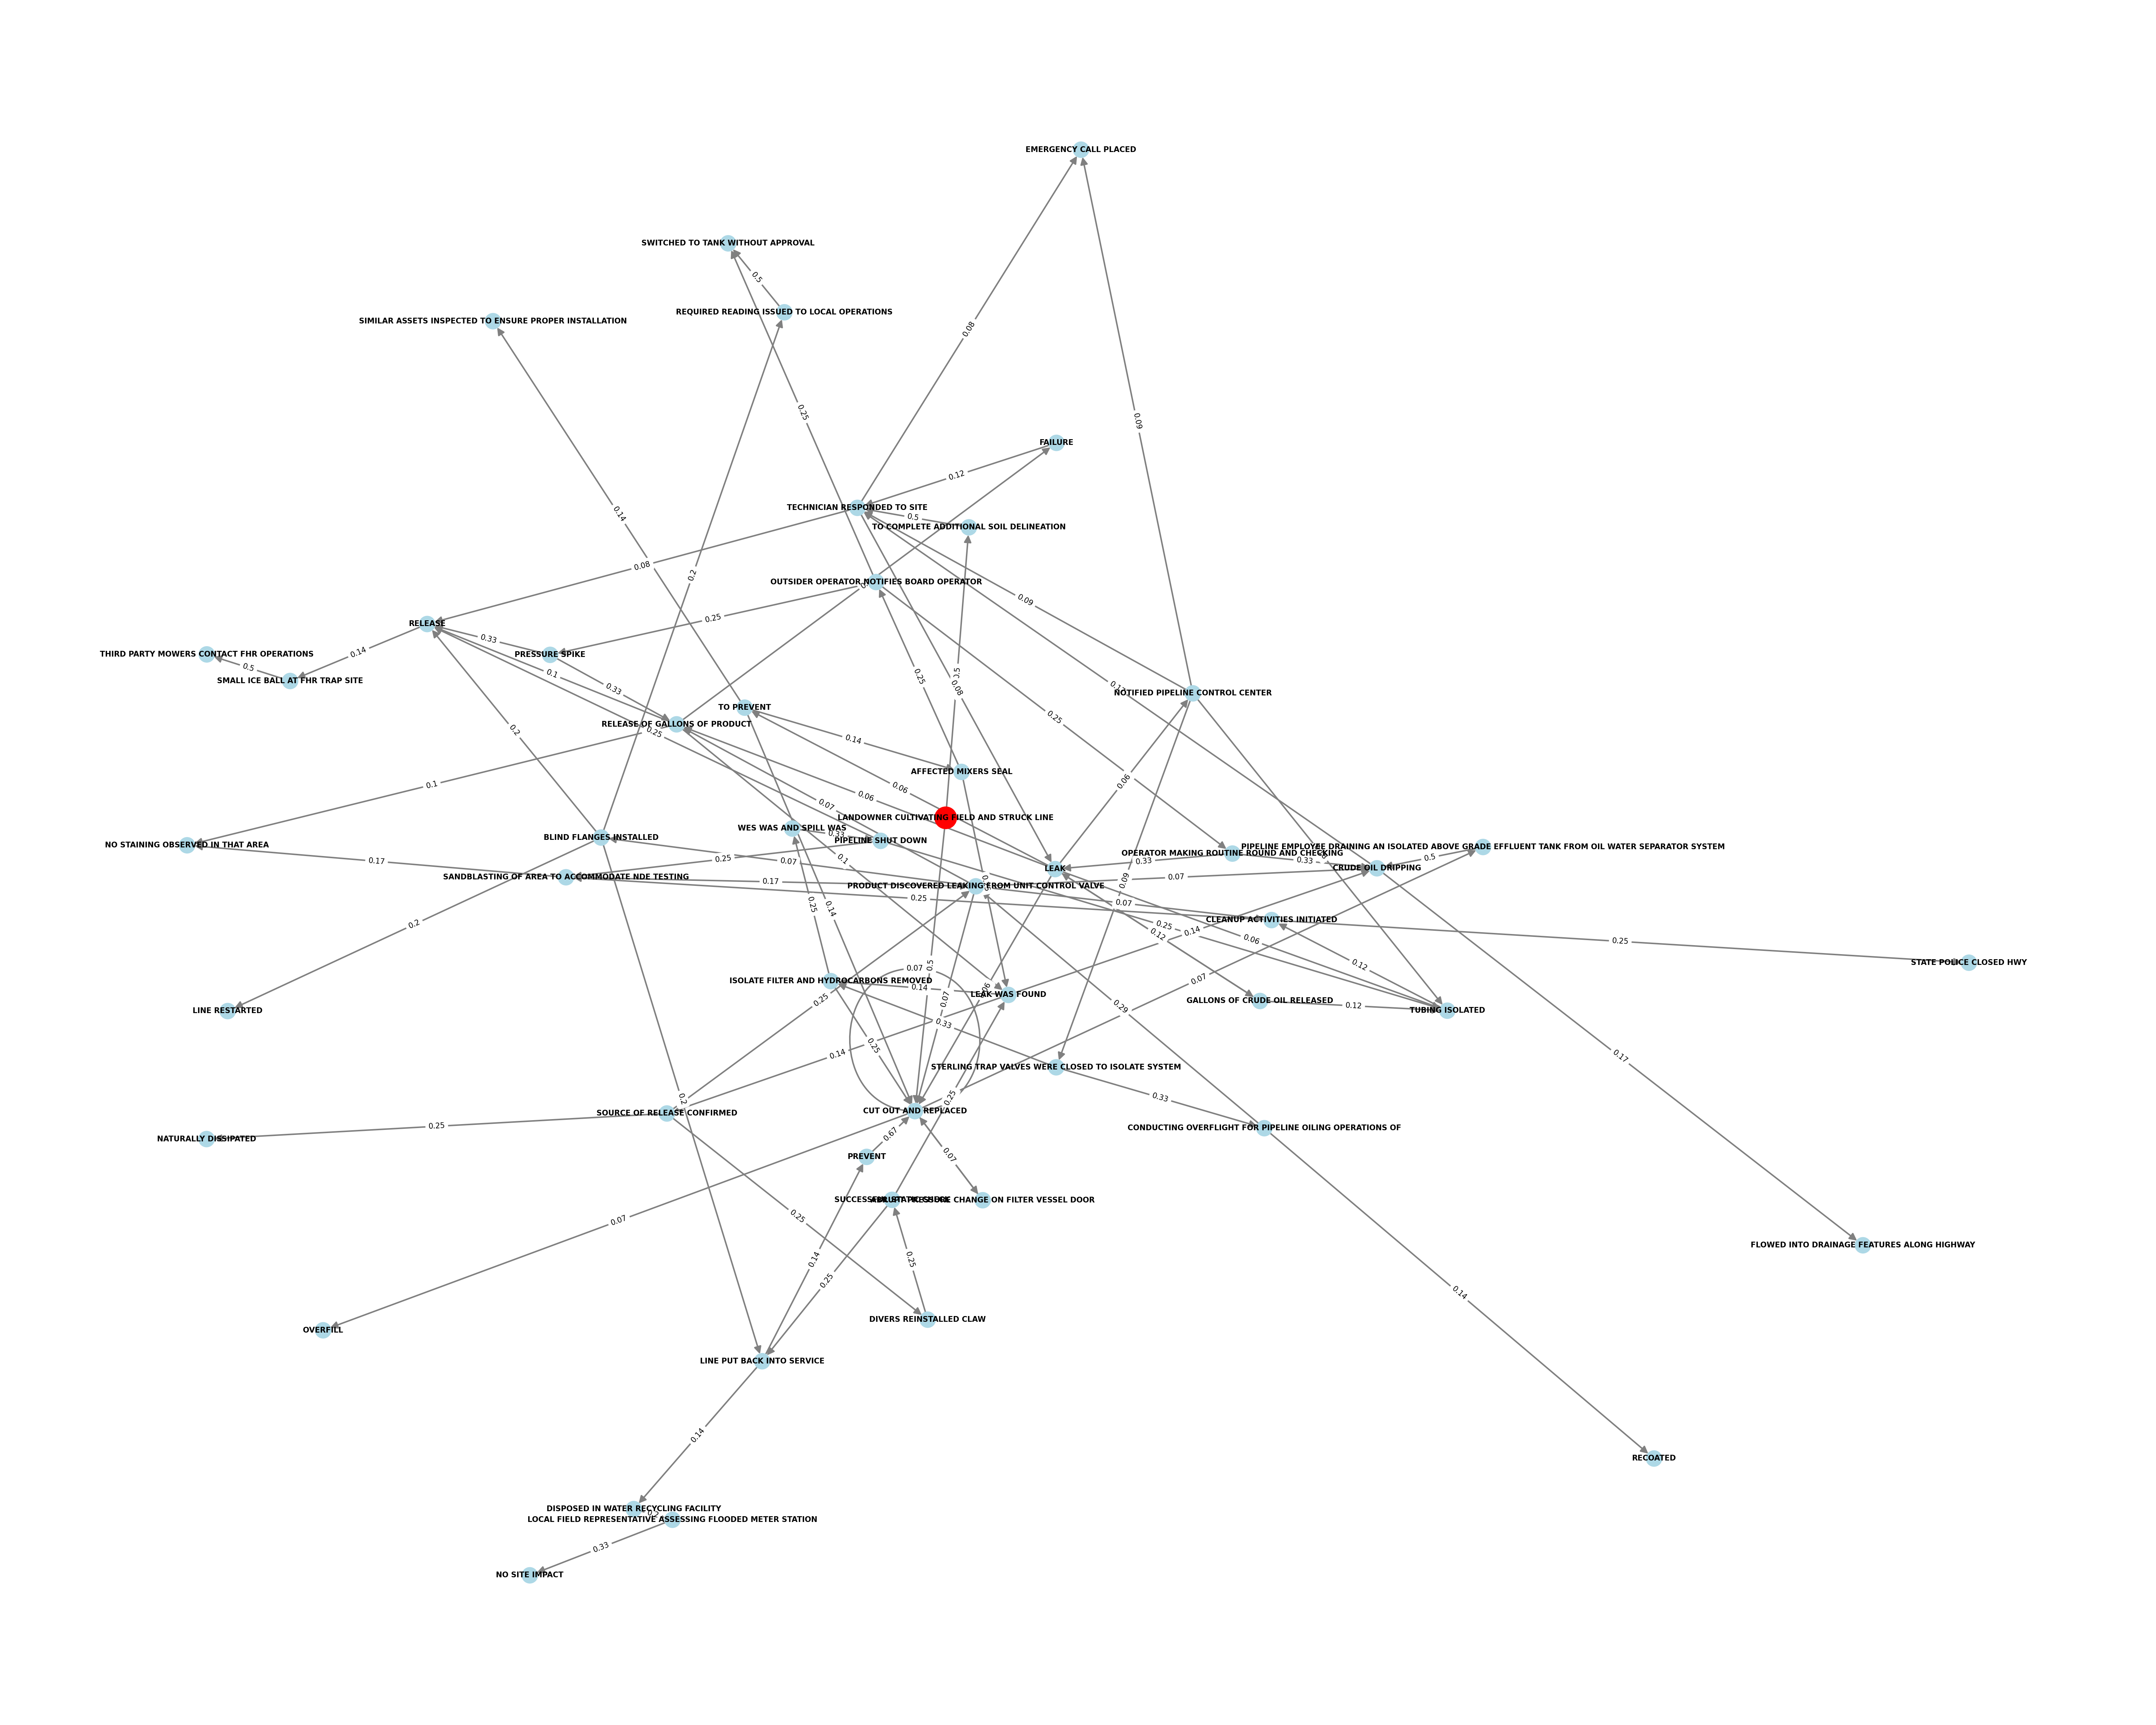 EMERGENCY CALL PLACED
SWITCHED TO TANK WITHOUT APPROVAL
0.5
REQUIRED READING ISSUED TO LOCAL OPERATIONS
SIMILAR ASSETS INSPECTED TO ENSURE PROPER INSTALLATION
0.08
0.25
0.09
FAILURE
0.12
TECHNICIAN RESPONDED TO SITE
0.14
0.5
TO COMPLETE ADDITIONAL SOIL DELINEATION
0.08
0.2
OUTSIDER OPERATOR NOTIFIES BOARD OPERATOR
0.09
0.25
RELEASE
0.33
THIRD PARTY MOWERS CONTACT FHR OPERATIONS
0.14
PRESSURE SPIKE
0.5
0.1
0.25
SMALL ICE BALL AT FHR TRAP SITE
0.33
0.08
NOTIFIED PIPELINE CONTROL CENTER
TO PREVENT
0.25
RELEASE OF GALLONS OF PRODUCT
0.2
0.25
0.14
AFFECTED MIXERS SEAL
0.06
0.1
0.06
0.06
0.07
LANDOWNER CULTIVATING FIELD AND STRUCK LINE
WES WAS AND SPILL WAS
0.33
BLIND FLANGES INSTALLED
PIPELINE SHUT DOWN
NO STAINING OBSERVED IN THAT AREA
PIPELINE EMPLOYEE DRAINING AN ISOLATED ABOVE GRADE EFFLUENT TANK FROM OIL WATER SEPARATOR SYSTEM
OPERATOR MAKING ROUTINE ROUND AND CHECKING
0.17
0.25
0.07
0.1
0.33
0.33
0.5
LEAK
CRUDE OIL DRIPPING
SANDBLASTING OF AREA TO ACCOMMODATE NDE TESTING
0.17
0.07
0.09
PRODUCT DISCOVERED LEAKING FROM UNIT CONTROL VALVE
0.25
0.07
0.25
0.14
CLEANUP ACTIVITIES INITIATED
0.2
0.25
0.14
0.12
0.06
0.25
STATE POLICE CLOSED HWY
0.07
0.5
0.12
ISOLATE FILTER AND HYDROCARBONS REMOVED
0.14
0.07
LEAK WAS FOUND
0.25
0.07
0.29
GALLONS OF CRUDE OIL RELEASED
0.12
LINE RESTARTED
TUBING ISOLATED
0.33
0.25
0.14
0.17
STERLING TRAP VALVES WERE CLOSED TO ISOLATE SYSTEM
0.2
0.25
0.33
SOURCE OF RELEASE CONFIRMED
CUT OUT AND REPLACED
0.25
NATURALLY DISSIPATED
0.67
CONDUCTING OVERFLIGHT FOR PIPELINE OILING OPERATIONS OF
PREVENT
0.07
ABRUPT PRESSURE CHANGE ON FILTER VESSEL DOOR
0.07
0.25
FLOWED INTO DRAINAGE FEATURES ALONG HIGHWAY
0.14
0.25
0.25
0.14
DIVERS REINSTALLED CLAW
OVERFILL
LINE PUT BACK INTO SERVICE
0.14
RECOATED
DISPOSED IN WATER RECYCLING FACILITY
LOCAL FIELD REPRESENTATIVE ASSESSING FLOODED METER STATION
0.33
NO SITE IMPACT